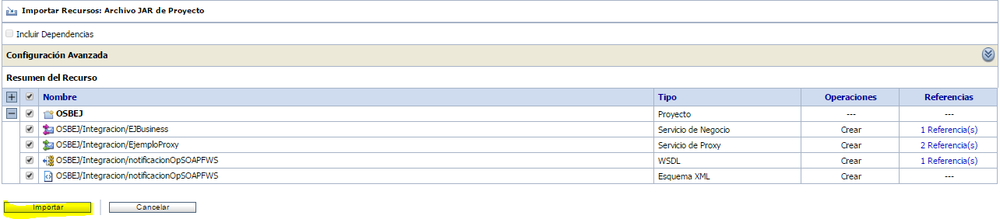 Importar Recursos: Archivo JAR de Proyecto
Incluir Dependencias
Configuración Avanzada
Resumen del Recurso
Nombre Tipo Operaciones Referencias
OSBEJ Proyecto --- ---
OSBEJ/Integracion/EJBusiness Servicio de Negocio Crear 1 Referencia(s)
OSBEJ/Integracion/EjemploProxy Servicio de Proxy Crear 2 Referencia(s)
OSBEJ/Integracion/notificacionOpSOAPFWS WSDL Crear 1 Referencia(s)
OSBEJ/Integracion/notificacionOpSOAPFWS Esquema XML Crear ---
Importar Cancelar